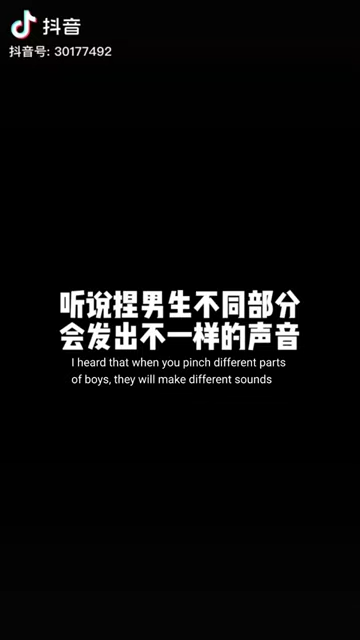 抖音
抖音号: 30177492
听说捏男生不同部分
会发出不一样的声音
I heard that when you pinch different parts
of boys, they will make different sounds